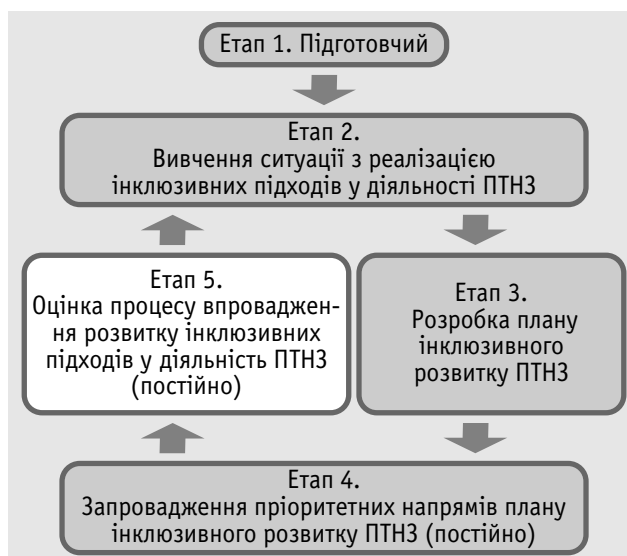 Етап 1. Підготовчий
Етап 2.
Вивчення ситуації з реалізацією
інклюзивних підходів у діяльності ПТНЗ
Етап 5.
Оцінка процесу впроваджен-
ня розвитку інклюзивних
підходів у діяльність ПТНЗ
(постійно)
Етап 3.
Розробка плану
інклюзивного
розвитку ПТНЗ
Етап 4.
Запровадження пріоритетних напрямів плану
інклюзивного розвитку ПТНЗ (постійно)